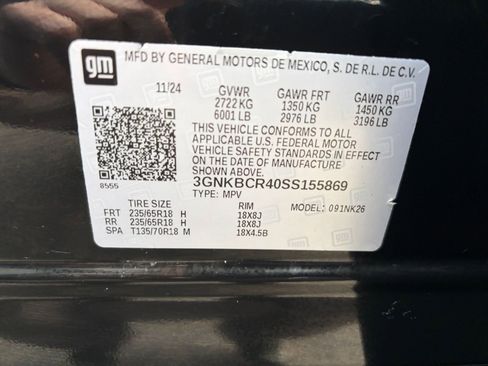 gm
MFD BY GENERAL MOTORS DE MEXICO, S. DE R.L. DE C.V.
11/24 GVWR GAWR FRT GAWR RR
2722 KG 1350 KG 1450 KG
6001 LB 2976 LB 3196 LB
THIS VEHICLE CONFORMS TO ALL
APPLICABLE U.S. FEDERAL MOTOR
VEHICLE SAFETY STANDARDS IN EFFECT
ON THE DATE OF MANUFACTURE
SHOWN ABOVE.
8555 3GNKBCR40SS155869
TYPE: MPV
TIRE SIZE RIM MODEL: 091NK26
FRT 235/65R18 H 18X8J
RR 235/65R18 H 18X8J
SPA T135/70R18 M 18X4.5B